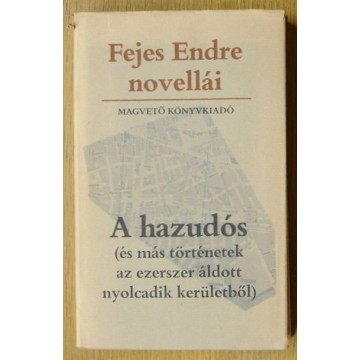 Fejes Endre
novellái
MAGVETŐ KÖNYVKIADÓ
A hazudós
(és más történetek
az ezerszer áldott
nyolcadik kerületből)